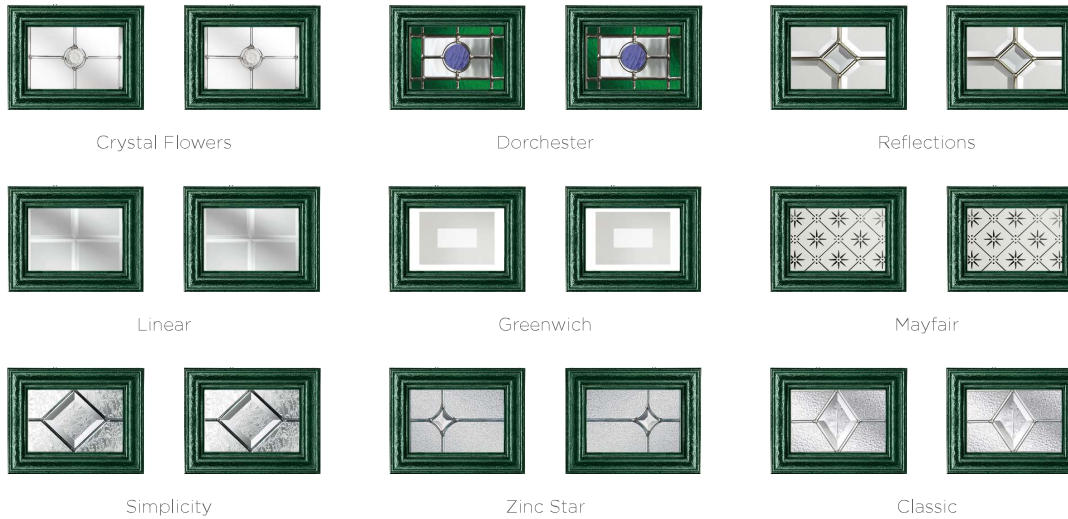 Crystal Flowers
Dorchester
Reflections
Linear
Greenwich
Mayfair
Simplicity
Zinc Star
Classic